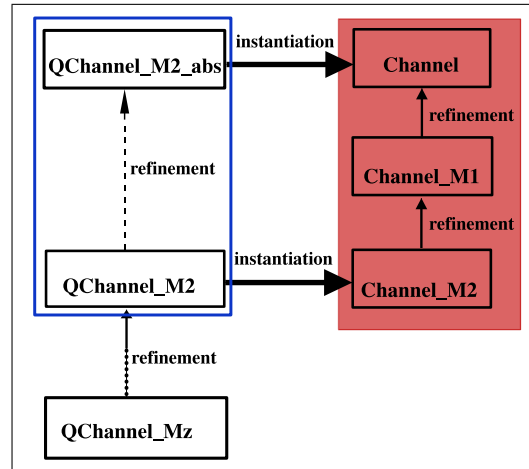 instantiation
QChannel_M2_abs
Channel
refinement
Channel_M1
refinement
refinement
instantiation
QChannel_M2
Channel_M2
refinement
QChannel_Mz